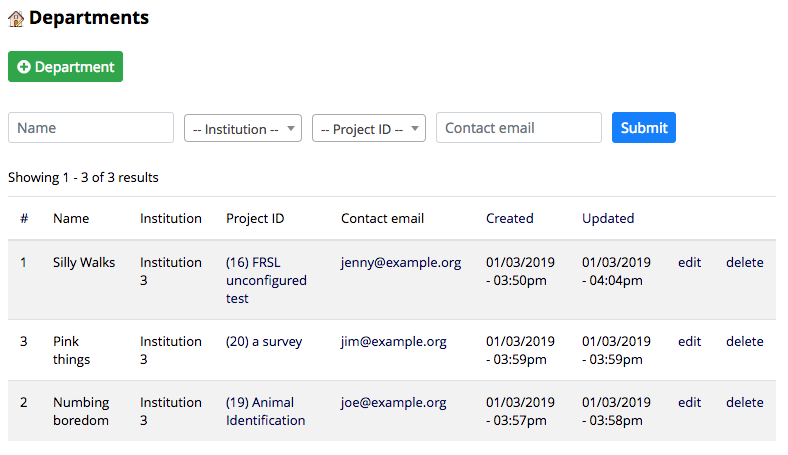 Departments
Department
Name -- Institution -- -- Project ID -- Contact email Submit
Showing 1 - 3 of 3 results
# Name Institution Project ID Contact email Created Updated
1 Silly Walks Institution (16) FRSL jenny@example.org 01/03/2019 01/03/2019 edit delete
3 unconfigured - 03:50pm - 04:04pm
test
3 Pink Institution (20) a survey jim@example.org 01/03/2019 01/03/2019 edit delete
things 3 - 03:59pm - 03:59pm
2 Numbing Institution (19) Animal joe@example.org 01/03/2019 01/03/2019 edit delete
boredom 3 Identification - 03:57pm - 03:58pm